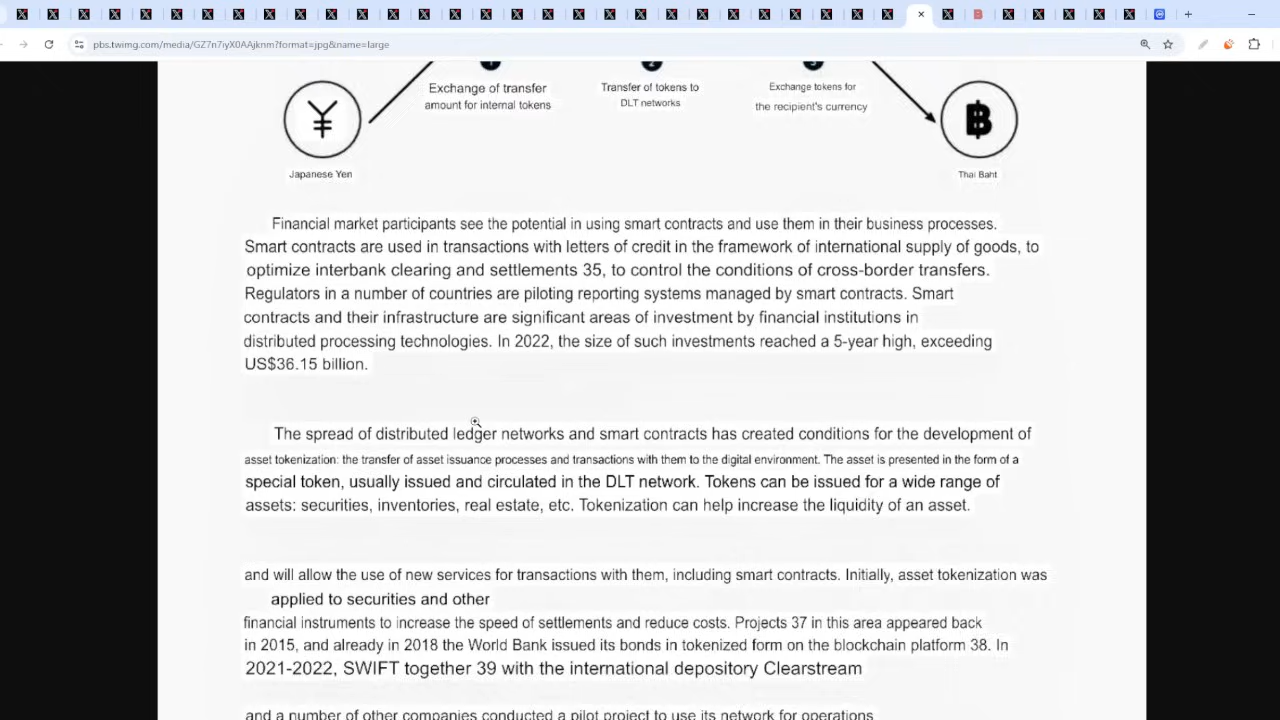 pbs.twimg.com/media/GZ7n7iyX0AAjknm?format=jpg&name=large
Exchange of transfer
amount for internal tokens
Transfer of tokens to
DLT networks
Exchange tokens for
the recipient's currency
Japanese Yen
Thai Baht
Financial market participants see the potential in using smart contracts and use them in their business processes.
Smart contracts are used in transactions with letters of credit in the framework of international supply of goods, to
optimize interbank clearing and settlements 35, to control the conditions of cross-border transfers.
Regulators in a number of countries are piloting reporting systems managed by smart contracts. Smart
contracts and their infrastructure are significant areas of investment by financial institutions in
distributed processing technologies. In 2022, the size of such investments reached a 5-year high, exceeding
US$36.15 billion.
The spread of distributed ledger networks and smart contracts has created conditions for the development of
asset tokenization: the transfer of asset issuance processes and transactions with them to the digital environment. The asset is presented in the form of a
special token, usually issued and circulated in the DLT network. Tokens can be issued for a wide range of
assets: securities, inventories, real estate, etc. Tokenization can help increase the liquidity of an asset.
and will allow the use of new services for transactions with them, including smart contracts. Initially, asset tokenization was
applied to securities and other
financial instruments to increase the speed of settlements and reduce costs. Projects 37 in this area appeared back
in 2015, and already in 2018 the World Bank issued its bonds in tokenized form on the blockchain platform 38. In
2021-2022, SWIFT together 39 with the international depository Clearstream
and a number of other companies conducted a pilot project to use its network for operations